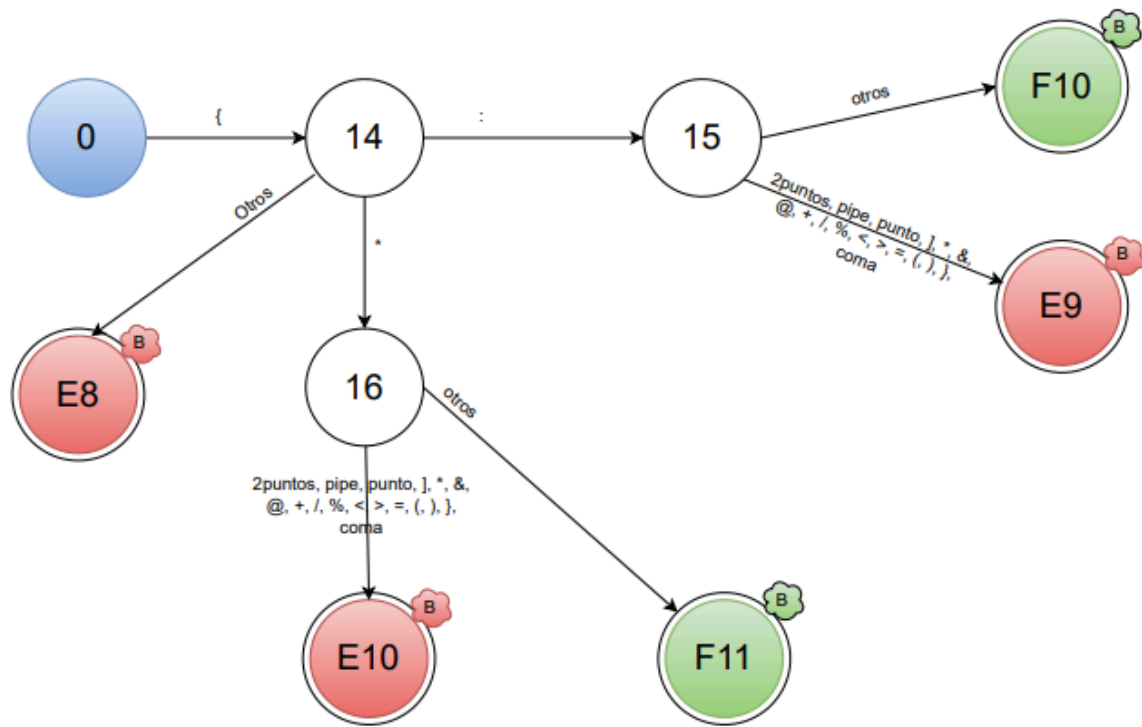 B
F10
0
{
14
:
15
otros
Otros
*
2puntos, pipe, punto, ], *, &,
@, +, /, %, <, >, =, (, ), },
coma
B
E9
B
E8
16
otros
2puntos, pipe, punto, ], *, &,
@, +, /, %, <, >, =, (, ), },
coma
B
E10
B
F11